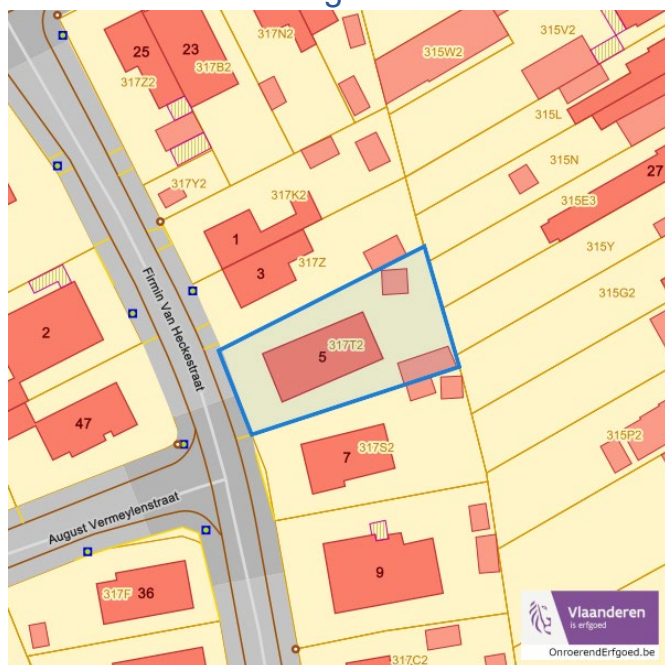 25
23
317N2
317Z2
317B2
315W2
315V2
315L
315N
27
315E3
317Y2
317K2
1
3
317Z
315Y
315G2
Firmin Van Heckestraat
2
5
317T2
47
7
317S2
315P2
August Vermeylenstraat
9
317F
36
317C2
Vlaanderen
is erfgoed
OnroerendErfgoed.be